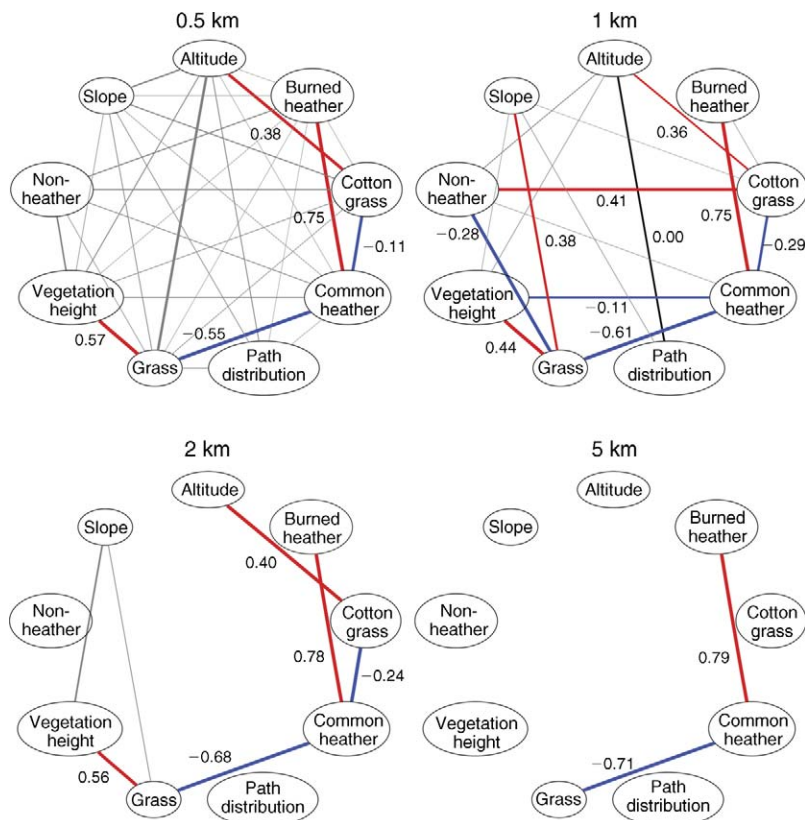 0.5 km
Altitude
Slope
Burned
heather
0.38
Non-
heather
Cotton
grass
0.75
−0.11
Vegetation
height
Common
heather
−0.55
0.57
Grass
Path
distribution
1 km
Altitude
Slope
Burned
heather
0.36
Non-
heather
Cotton
grass
0.41
0.75
−0.28
0.38
0.00
−0.29
Vegetation
height
Common
heather
−0.11
−0.61
0.44
Grass
Path
distribution
2 km
Altitude
Slope
Burned
heather
0.40
Non-
heather
Cotton
grass
0.78
−0.24
Vegetation
height
Common
heather
−0.68
0.56
Grass
Path
distribution
5 km
Altitude
Slope
Burned
heather
Non-
heather
Cotton
grass
0.79
Vegetation
height
Common
heather
−0.71
Grass
Path
distribution